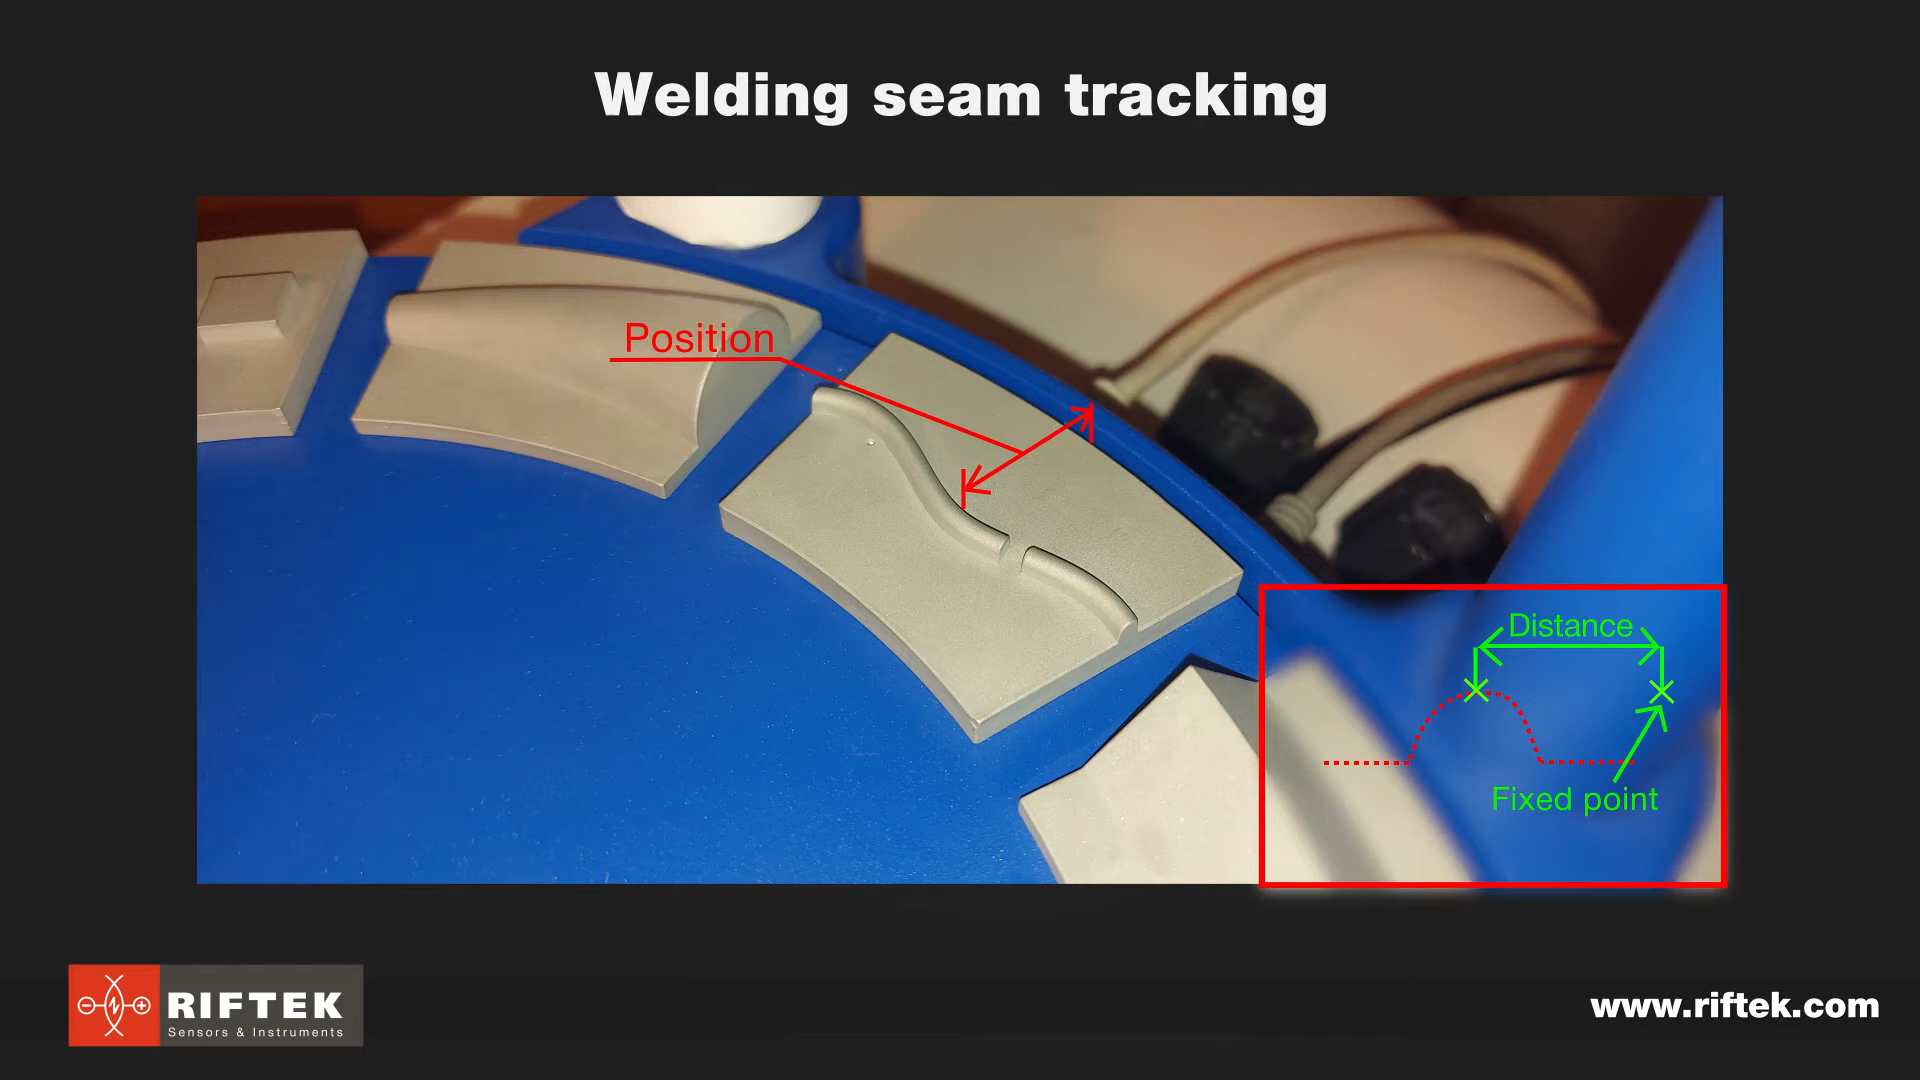 Welding seam tracking
Position
Distance
Fixed point
RIFTEK
Sensors & Instruments
www.riftek.com